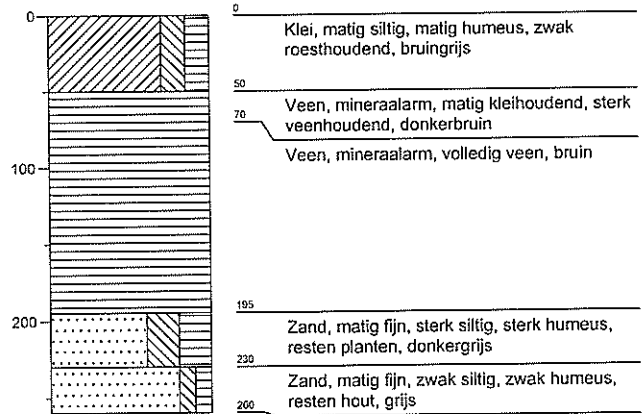 0
0
Klei, matig siltig, matig humeus, zwak
roesthoudend, bruingrijs
50
Veen, mineraalarm, matig kleihoudend, sterk
veenhoudend, donkerbruin
70
Veen, mineraalarm, volledig veen, bruin
100
195
200
Zand, matig fijn, sterk siltig, sterk humeus,
resten planten, donkergrijs
230
Zand, matig fijn, zwak siltig, zwak humeus,
resten hout, grijs